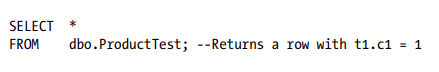 SELECT *
FROM dbo.ProductTest; --Returns a row with t1.c1 = 1